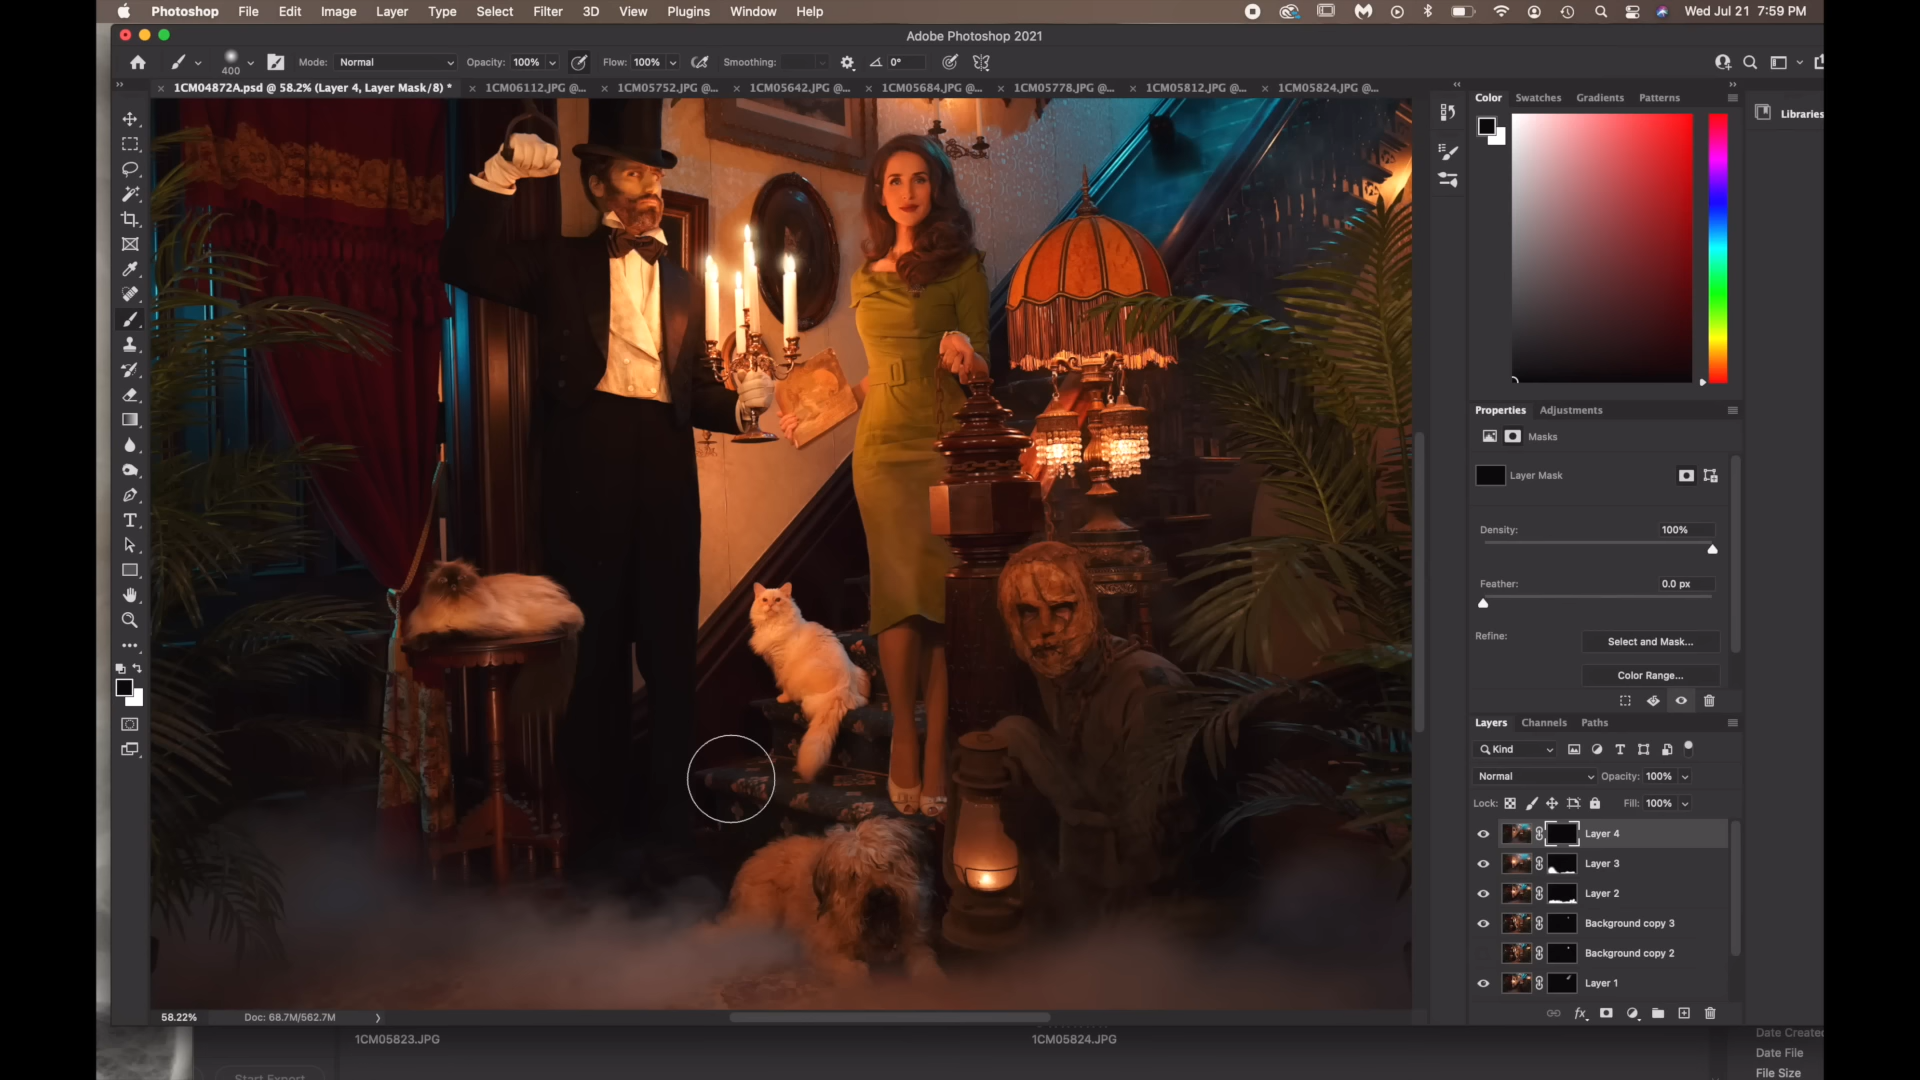 Photoshop File Edit Image Layer Type Select Filter 3D View Plugins Window Help Wed Jul 21 7:59 PM
Adobe Photoshop 2021
400 Mode: Normal Opacity: 100% Flow: 100% Smoothing: 0°
1CM04872A.psd @ 58.2% (Layer 4, Layer Mask/8) * 1CM06112.JPG @... 1CM05752.JPG @... 1CM05642.JPG @... 1CM05684.JPG @... 1CM05778.JPG @... 1CM05812.JPG @... 1CM05824.JPG @...
Color Swatches Gradients Patterns
Libraries
Properties Adjustments
Masks
Layer Mask
Density: 100%
Feather: 0.0 px
Refine: Select and Mask...
Color Range...
Layers Channels Paths
Kind
Normal Opacity: 100%
Lock: Fill: 100%
Layer 4
Layer 3
Layer 2
Background copy 3
Background copy 2
Layer 1
58.22% Doc: 68.7M/562.7M
1CM05823.JPG 1CM05824.JPG
Date Created
Date File
File Size
Start Export